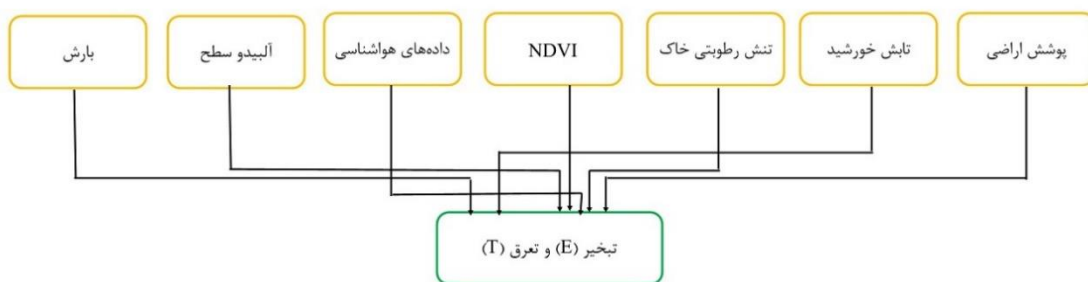 پوشش اراضی
تابش خورشید
تنش رطوبتی خاک
NDVI
داده‌های هواشناسی
آلبیدو سطح
بارش
تبخیر (E) و تعرق (T)